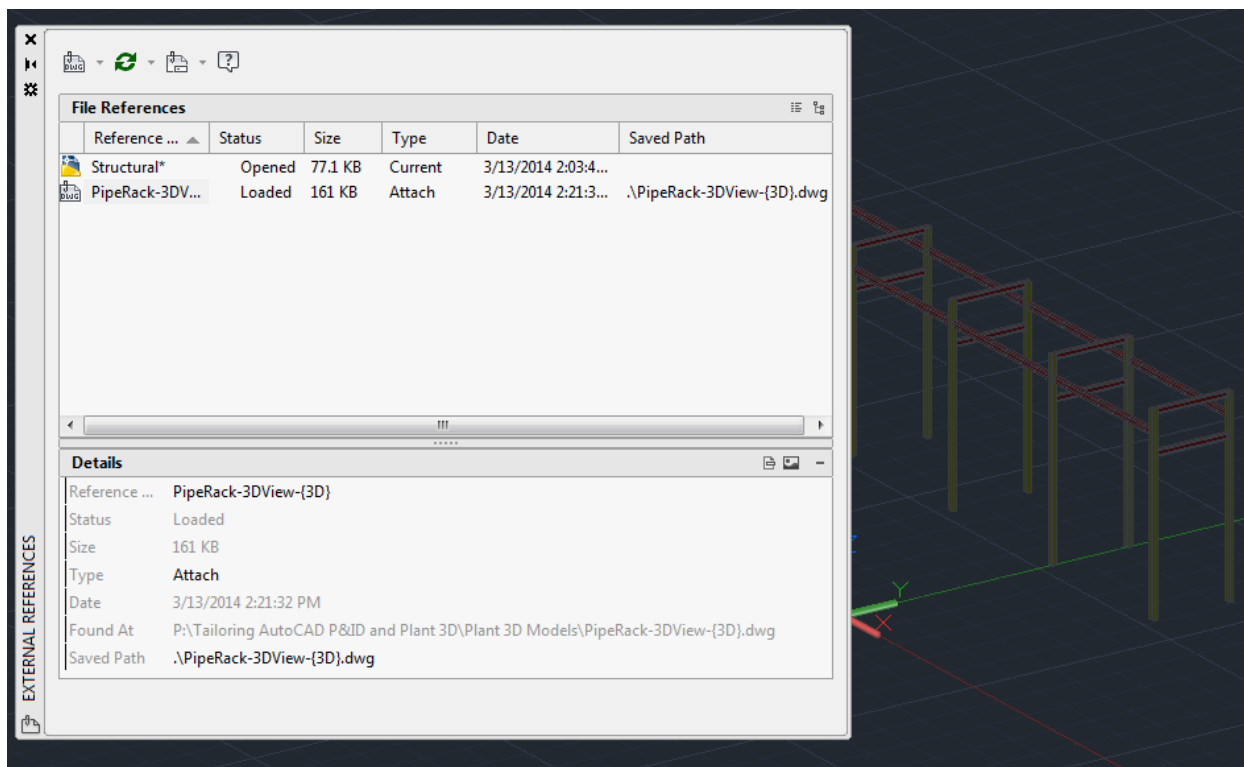 DWG
?
File References
Reference ... Status Size Type Date Saved Path
Structural* Opened 77.1 KB Current 3/13/2014 2:03:4...
DWG PipeRack-3DV... Loaded 161 KB Attach 3/13/2014 2:21:3... .\PipeRack-3DView-{3D}.dwg
Details
Reference ... PipeRack-3DView-{3D}
Status Loaded
Size 161 KB
Type Attach
Date 3/13/2014 2:21:32 PM
Found At P:\Tailoring AutoCAD P&ID and Plant 3D\Plant 3D Models\PipeRack-3DView-{3D}.dwg
Saved Path .\PipeRack-3DView-{3D}.dwg
EXTERNAL REFERENCES
Z
Y
X